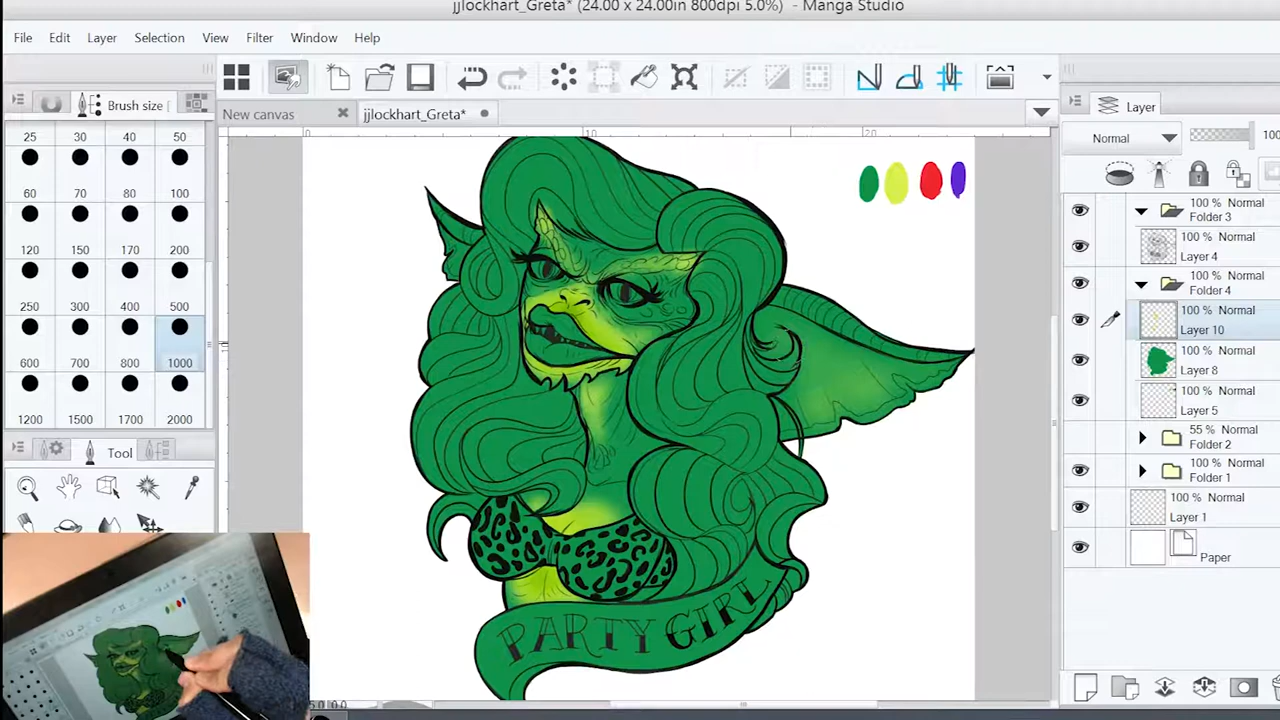 jjlockhart_Greta* (24.00 x 24.00in 800dpi 5.0%) - Manga Studio
File Edit Layer Selection View Filter Window Help
New canvas jjlockhart_Greta*
Brush size (
25 30 40 50
60 70 80 100
120 150 170 200
250 300 400 500
600 700 800 1000
1200 1500 1700 2000
Tool
0 10 20
PARTY GIRL
Layer
Normal 100
100 % Normal
Folder 3
100 % Normal
Layer 4
100 % Normal
Folder 4
100 % Normal
Layer 10
100 % Normal
Layer 8
100 % Normal
Layer 5
55 % Normal
Folder 2
100 % Normal
Folder 1
100 % Normal
Layer 1
Paper